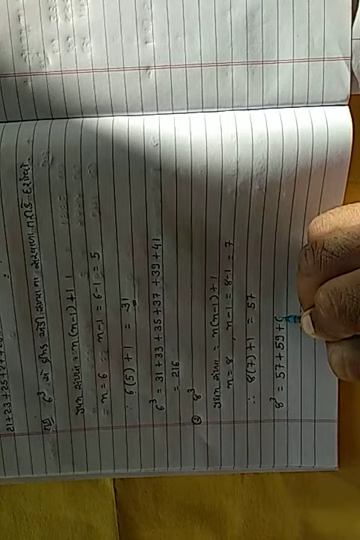 21+23+25+27+
6³ ને ક્રમિક એકી સંખ્યા ના સરવાળા તરીકે દર્શાવો.
પ્રથમ સંખ્યા = n(n-1)+1
= n=6, n-1 = 6-1 = 5
∴ 6(5)+1 = 31
6³ = 31+33+35+37+39+41
= 216
② 8³
પ્રથમ સંખ્યા = n(n-1)+1
n=8, n-1 = 8-1 = 7
∴ 8(7)+1 = 57
8³ = 57+59+6